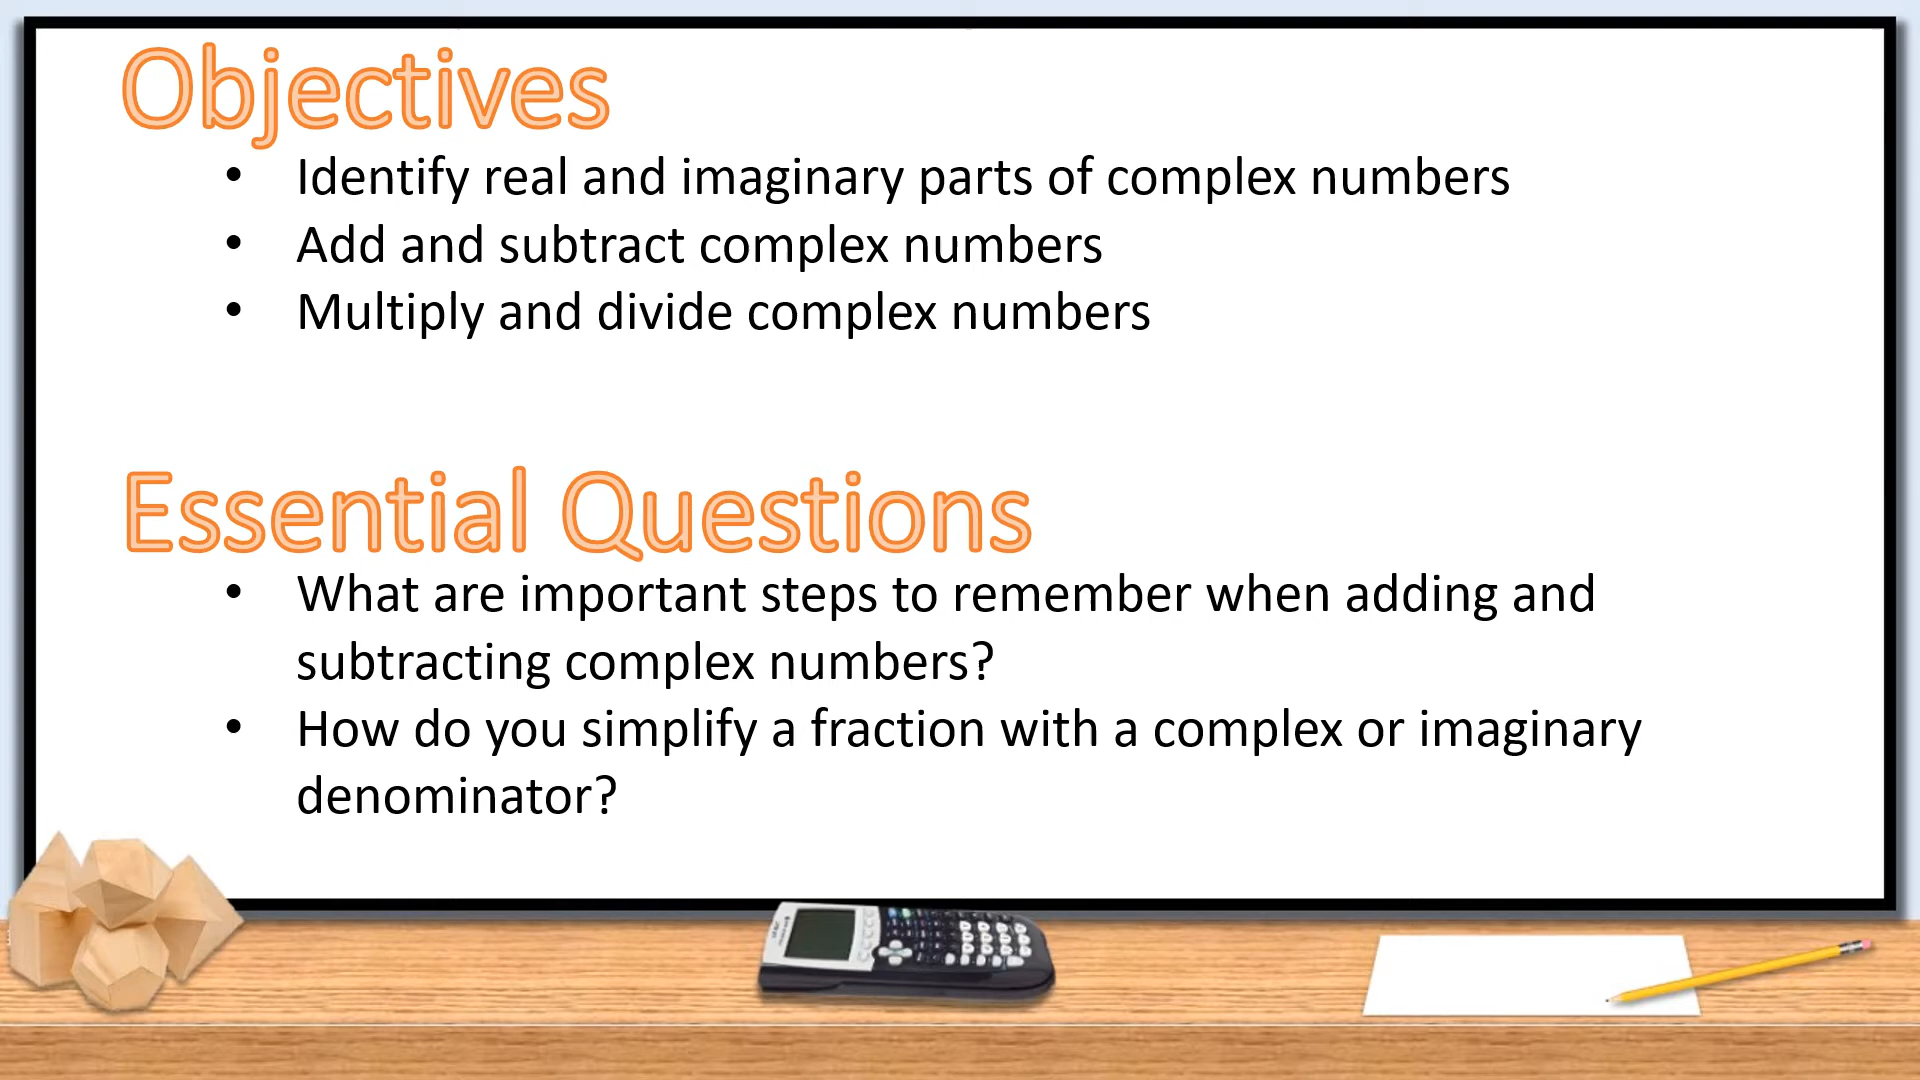 Objectives
• Identify real and imaginary parts of complex numbers
• Add and subtract complex numbers
• Multiply and divide complex numbers
Essential Questions
• What are important steps to remember when adding and
subtracting complex numbers?
• How do you simplify a fraction with a complex or imaginary
denominator?